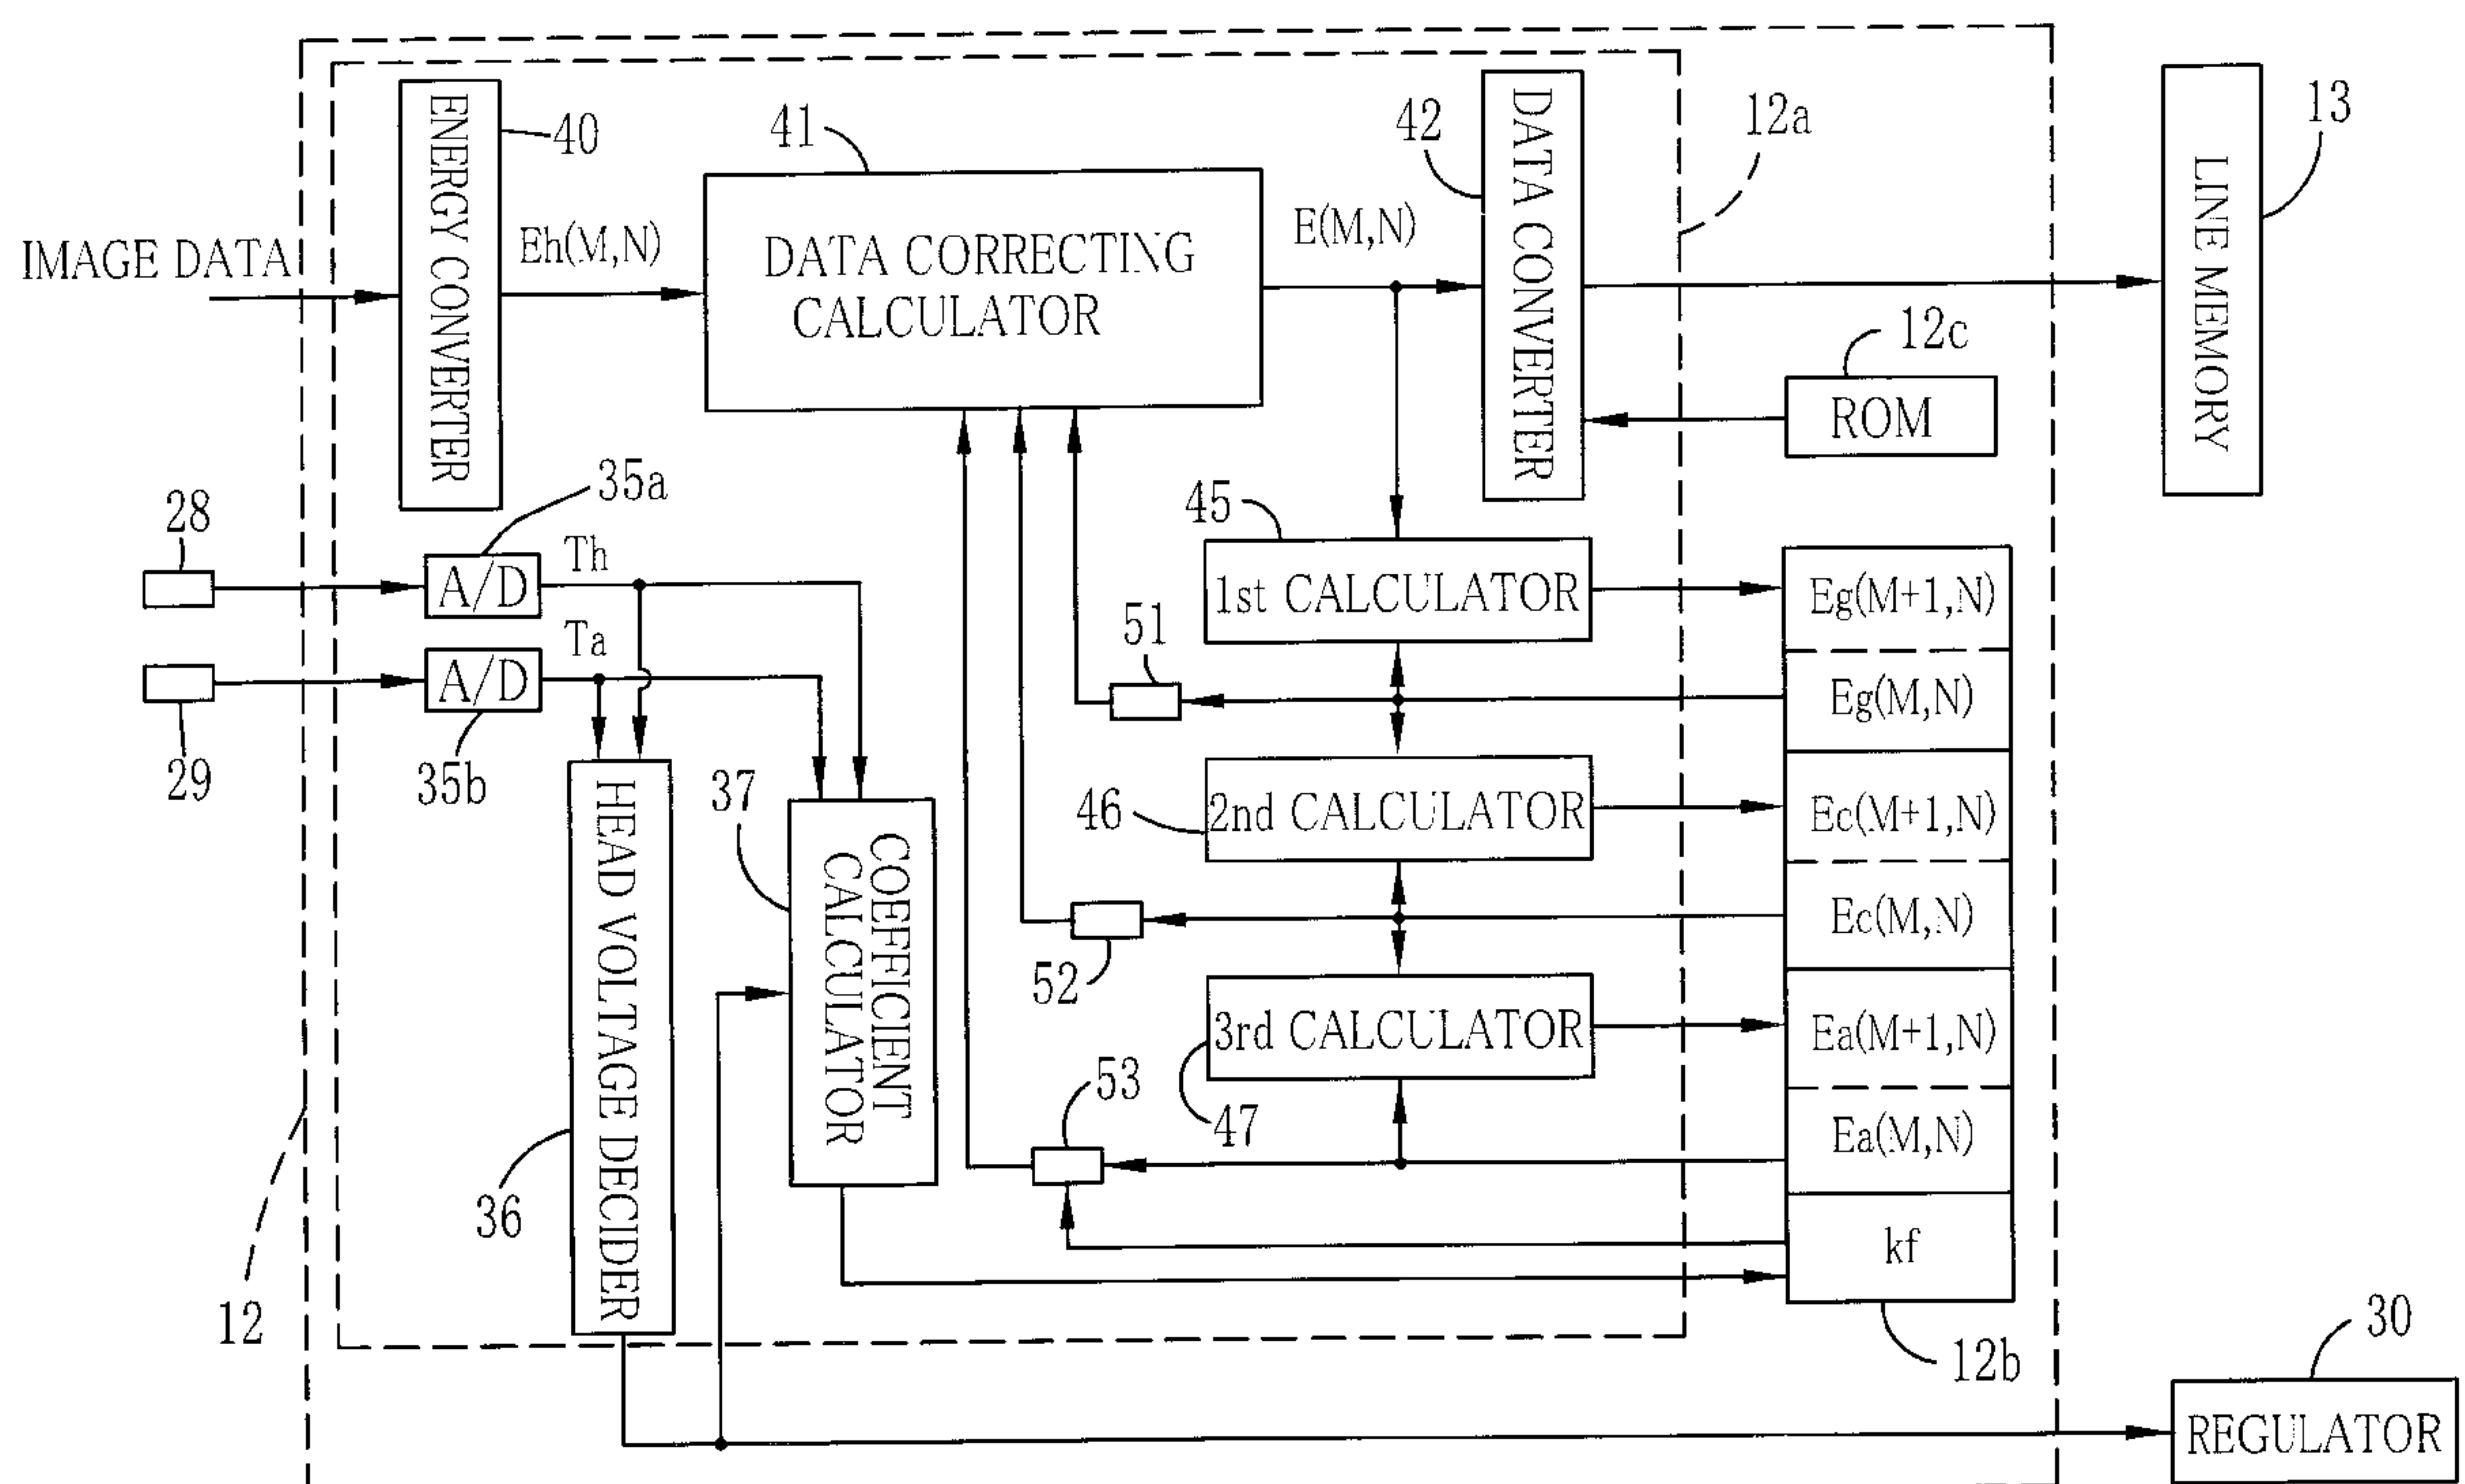 12a
13
40
41
42
ENERGY CONVERTER
DATA CONVERTER
LINE MEMORY
IMAGE DATA
Eh(M,N)
DATA CORRECTING
CALCULATOR
E(M,N)
12c
ROM
28
35a
45
A/D
Th
1st CALCULATOR
Eg(M+1,N)
Ta
51
A/D
Eg(M,N)
29
35b
37
46
2nd CALCULATOR
Ec(M+1,N)
HEAD VOLTAGE DECIDER
COEFFICIENT
CALCULATOR
52
Ec(M,N)
3rd CALCULATOR
Ea(M+1,N)
53
47
Ea(M,N)
36
kf
12
12b
30
REGULATOR